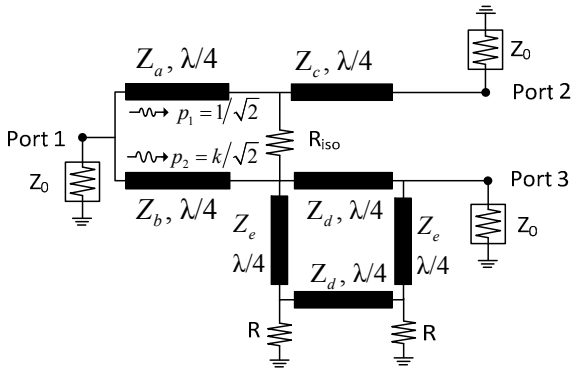 Z_a, λ/4
Z_c, λ/4
Z_0
Port 2
p_1 = 1/√2
Port 1
R_iso
p_2 = k/√2
Port 3
Z_0
Z_b, λ/4
Z_e
λ/4
Z_d, λ/4
Z_e
λ/4
Z_0
Z_d, λ/4
R
R